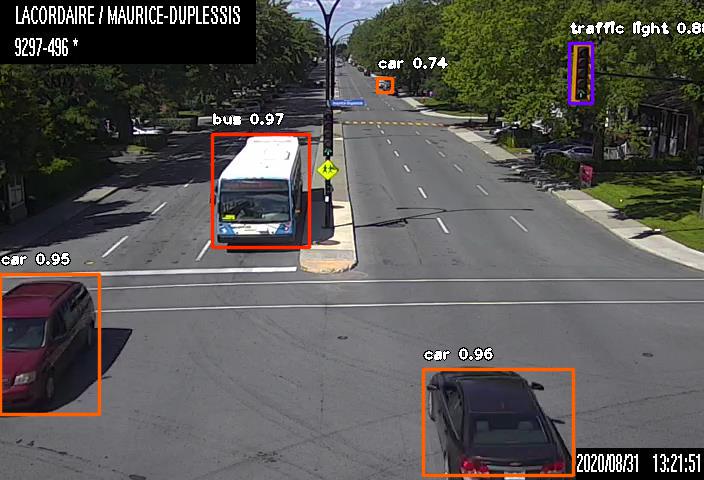 LACORDAIRE / MAURICE-DUPLESSIS
9297-496 *
traffic light 0.8
car 0.74
bus 0.97
car 0.95
car 0.96
2020/08/31 13:21:51